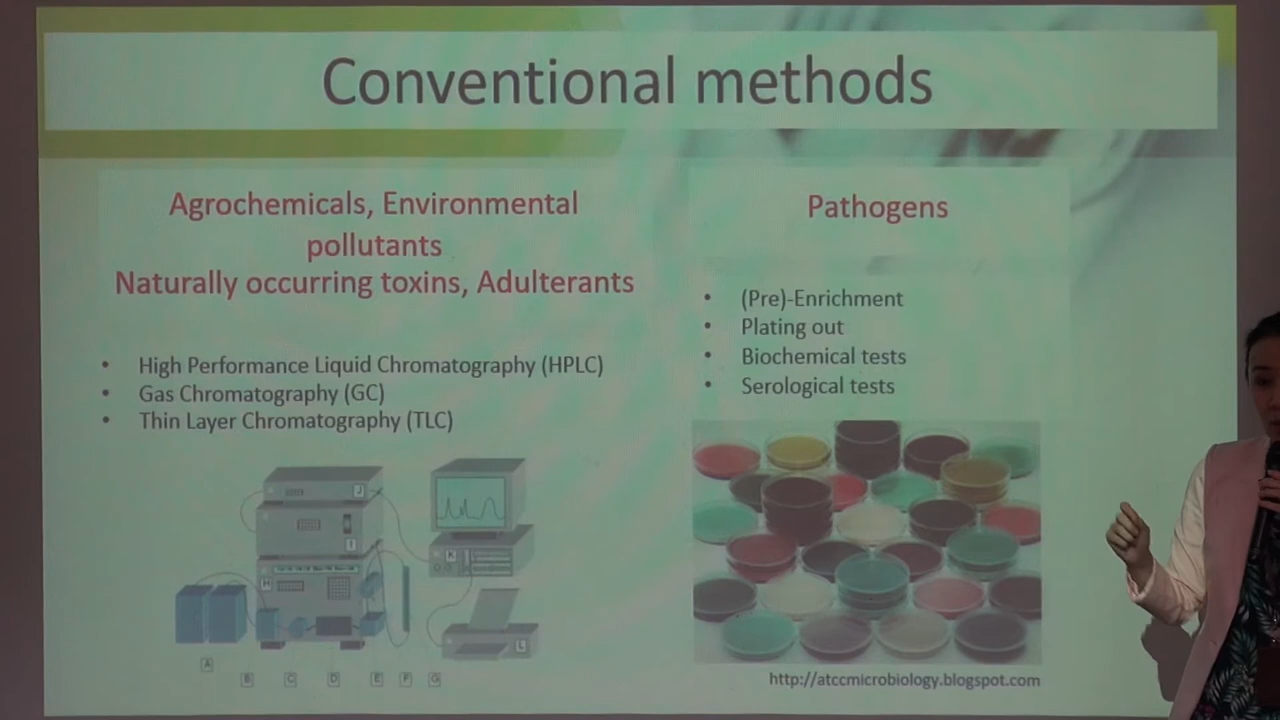 Conventional methods
Agrochemicals, Environmental
pollutants
Naturally occurring toxins, Adulterants
• High Performance Liquid Chromatography (HPLC)
• Gas Chromatography (GC)
• Thin Layer Chromatography (TLC)
Pathogens
• (Pre)-Enrichment
• Plating out
• Biochemical tests
• Serological tests
J
I
H
K
L
A
B
C
D
E
F
G
http://atccmicrobiology.blogspot.com